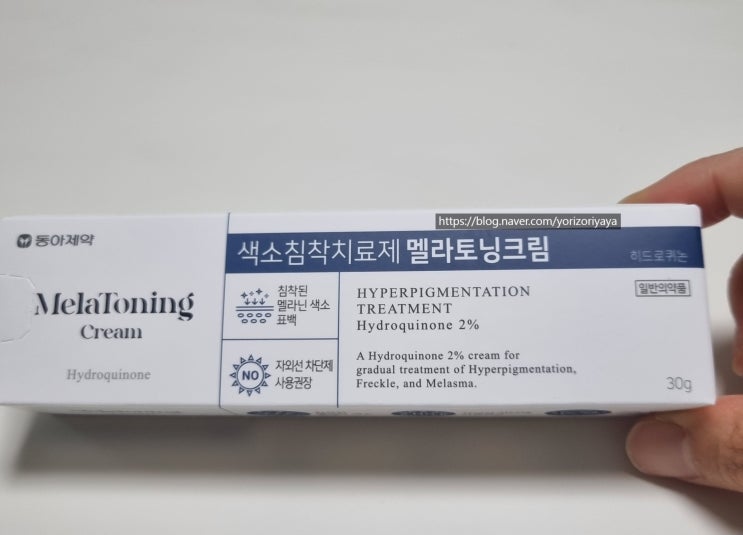 https://blog.naver.com/yorizoriyaya
동아제약
MelaToning
Cream
Hydroquinone
색소침착치료제 멜라토닝크림
히드로퀴논
침착된
멜라닌 색소
표백
NO
자외선 차단제
사용권장
HYPERPIGMENTATION
TREATMENT
Hydroquinone 2%
일반의약품
A Hydroquinone 2% cream for
gradual treatment of Hyperpigmentation,
Freckle, and Melasma.
30g